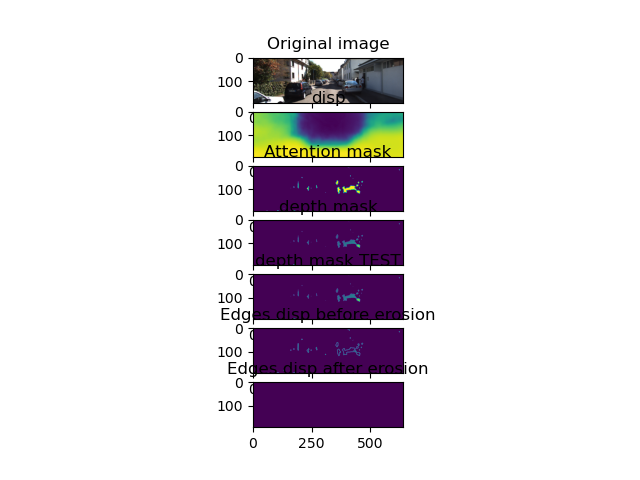 Original image
0
100
disp
0
100
Attention mask
0
100
depth mask
0
100
depth mask TEST
0
100
Edges disp before erosion
0
100
Edges disp after erosion
0
100
0 250 500